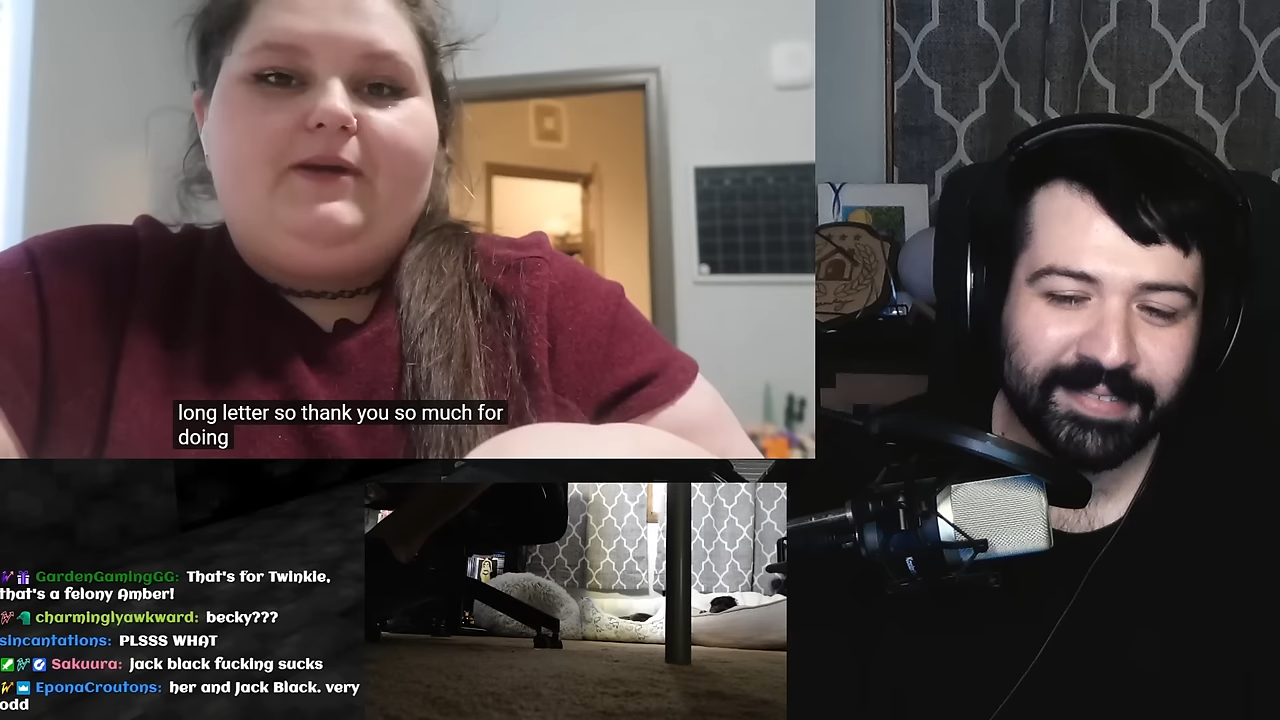 long letter so thank you so much for
doing
GardenGamingGG: That's for Twinkie,
that's a felony Amber!
charminglyawkward: becky???
sincantations: PLSSS WHAT
Sakuura: Jack black fucking sucks
EponaCroutons: her and Jack Black. very
odd